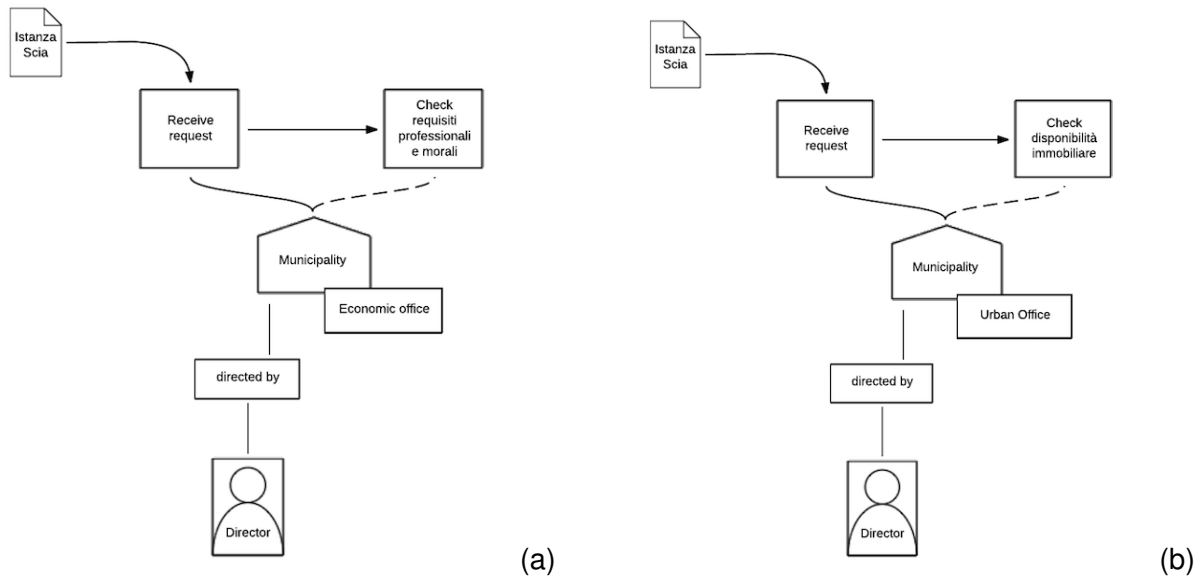 Istanza
Scia
Receive
request
Check
requisiti
professionali
e morali
Municipality
Economic office
directed by
Director
(a)
Istanza
Scia
Receive
request
Check
disponibilità
immobiliare
Municipality
Urban Office
directed by
Director
(b)